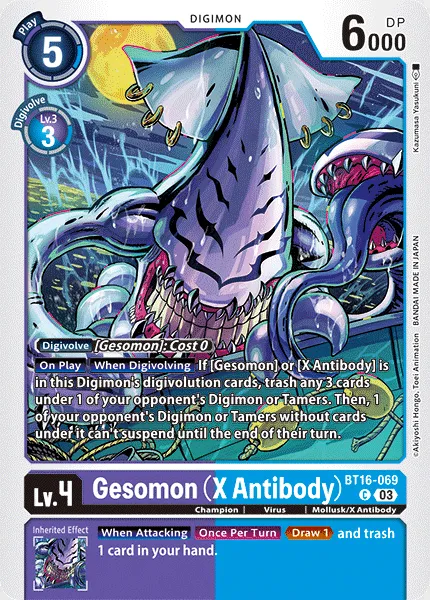 Play
5
DIGIMON
6000
DP
Digivolve
Lv.3
3
Kazumasa Yasukuni
©Akiyoshi Hongo, Toei Animation BANDAI MADE IN JAPAN
Digivolve [Gesomon]: Cost 0
On Play When Digivolving If [Gesomon] or [X Antibody] is
in this Digimon's digivolution cards, trash any 3 cards
under 1 of your opponent's Digimon or Tamers. Then, 1
of your opponent's Digimon or Tamers without cards
under it can't suspend until the end of their turn.
Lv.4 Gesomon (X Antibody) BT16-069
C 03
Champion Virus Mollusk/X Antibody
Inherited Effect
When Attacking Once Per Turn Draw 1 and trash
1 card in your hand.